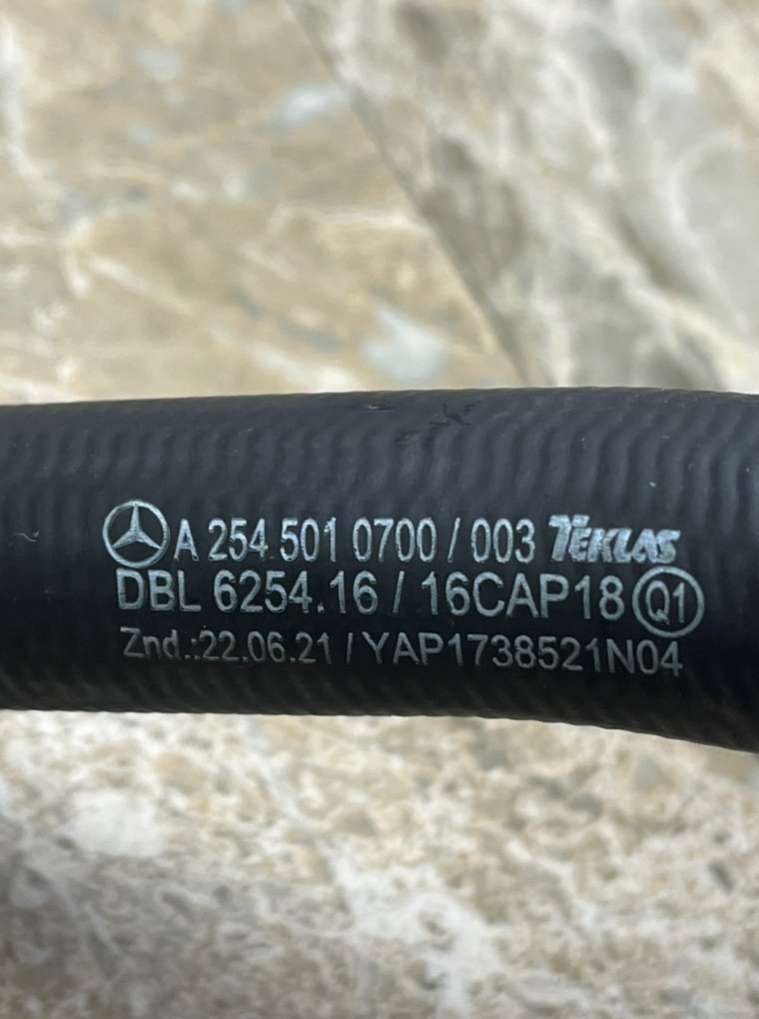 A 254 501 0700 / 003 TEKLAS
DBL 6254.16 / 16CAP18 Q1
Znd.:22.06.21 / YAP1738521N04